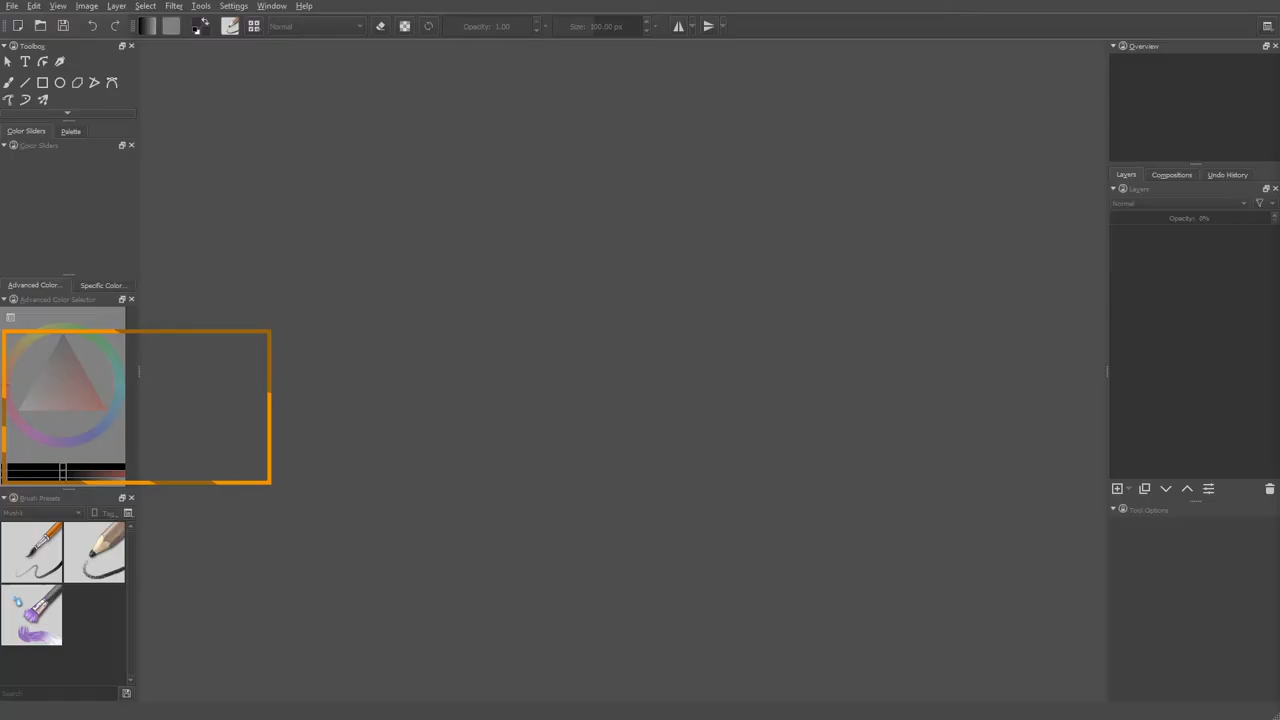 File Edit View Image Layer Select Filter Tools Settings Window Help
Normal Opacity: 1.00 Size: 100.00 px
Toolbox
Color Sliders Palette
Color Sliders
Advanced Color... Specific Color...
Advanced Color Selector
Brush Presets
Tag
Search
Overview
Layers Compositions Undo History
Layers
Normal
Opacity: 0%
Tool Options